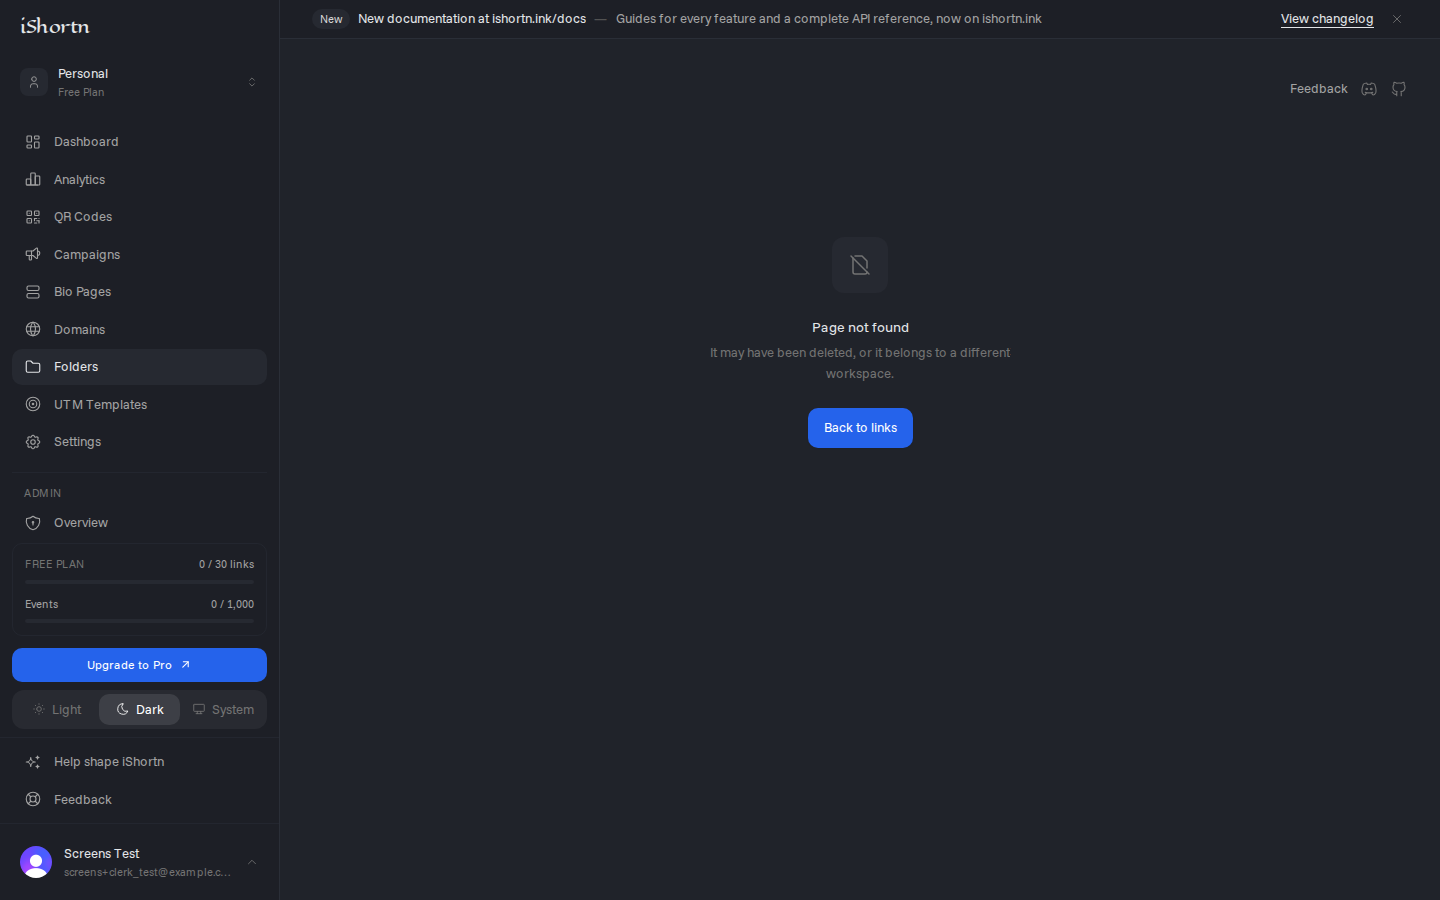 iShortn
Personal
Free Plan
Dashboard
Analytics
QR Codes
Campaigns
Bio Pages
Domains
Folders
UTM Templates
Settings
ADMIN
Overview
FREE PLAN 0 / 30 links
Events 0 / 1,000
Upgrade to Pro
Light Dark System
Help shape iShortn
Feedback
Screens Test
screens+clerk_test@example.c...
New New documentation at ishortn.ink/docs — Guides for every feature and a complete API reference, now on ishortn.ink View changelog
Feedback
Page not found
It may have been deleted, or it belongs to a different
workspace.
Back to links